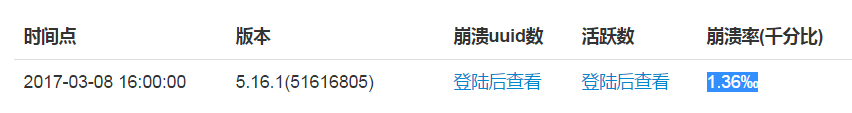 时间点 版本 崩溃uuid数 活跃数 崩溃率(千分比)
2017-03-08 16:00:00 5.16.1(51616805) 登陆后查看 登陆后查看 1.36‰